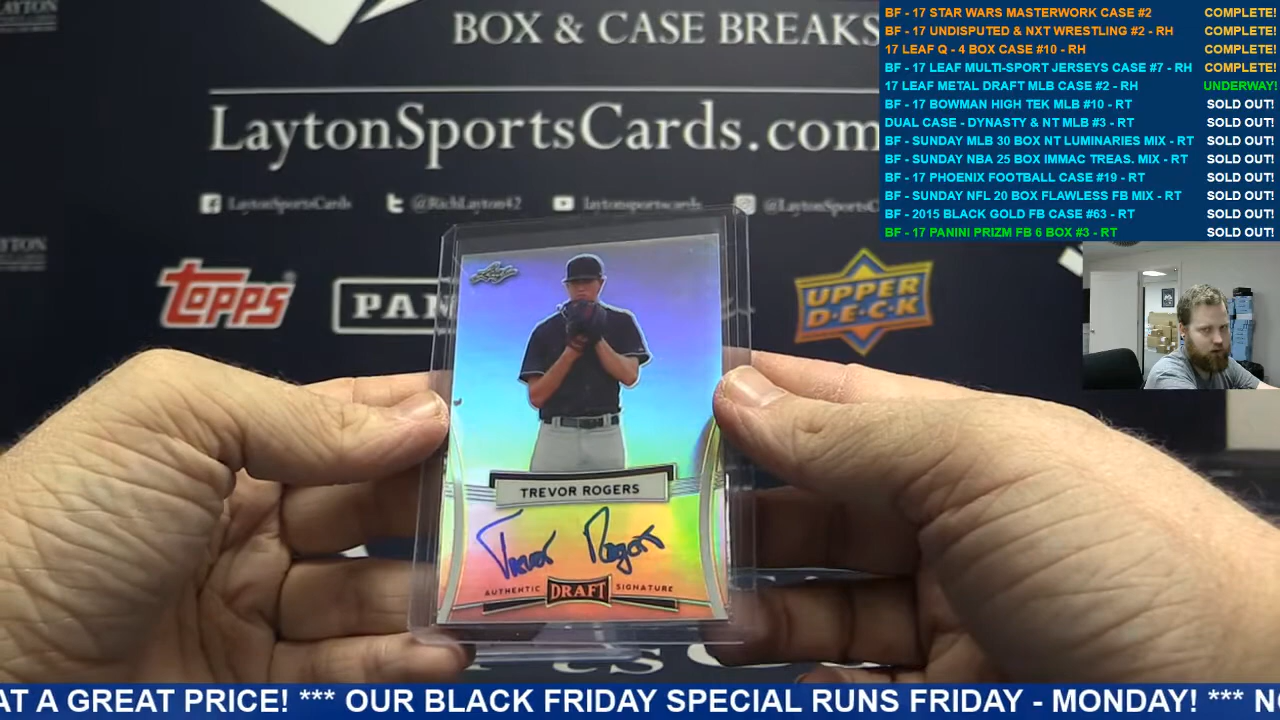 BOX & CASE BREAKS
LaytonSportsCards.com
LaytonSportsCards
@RichLayton42
Laytonsportscards
@LaytonSportsC
LAYTON
TOPPS
PAN
UPPER
D·E·C·K
Leaf
TREVOR ROGERS
Trevor Rogers
AUTHENTIC DRAFT SIGNATURE
BF - 17 STAR WARS MASTERWORK CASE #2 COMPLETE!
BF - 17 UNDISPUTED & NXT WRESTLING #2 - RH COMPLETE!
17 LEAF Q - 4 BOX CASE #10 - RH COMPLETE!
BF - 17 LEAF MULTI-SPORT JERSEYS CASE #7 - RH COMPLETE!
17 LEAF METAL DRAFT MLB CASE #2 - RH UNDERWAY!
BF - 17 BOWMAN HIGH TEK MLB #10 - RT SOLD OUT!
DUAL CASE - DYNASTY & NT MLB #3 - RT SOLD OUT!
BF - SUNDAY MLB 30 BOX NT LUMINARIES MIX - RT SOLD OUT!
BF - SUNDAY NBA 25 BOX IMMAC TREAS. MIX - RT SOLD OUT!
BF - 17 PHOENIX FOOTBALL CASE #19 - RT SOLD OUT!
BF - SUNDAY NFL 20 BOX FLAWLESS FB MIX - RT SOLD OUT!
BF - 2015 BLACK GOLD FB CASE #63 - RT SOLD OUT!
BF - 17 PANINI PRIZM FB 6 BOX #3 - RT SOLD OUT!
AT A GREAT PRICE! *** OUR BLACK FRIDAY SPECIAL RUNS FRIDAY - MONDAY! *** N